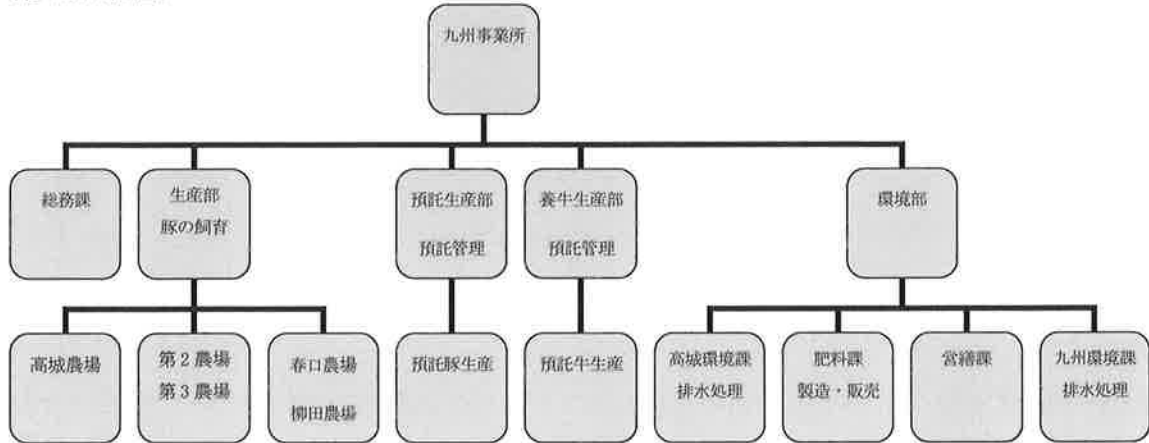 九州事業所
総務課
生産部
豚の飼育
預託生産部
預託管理
養牛生産部
預託管理
環境部
高城農場
第2農場
第3農場
春口農場
柳田農場
預託豚生産
預託牛生産
高城環境課
排水処理
肥料課
製造・販売
営繕課
九州環境課
排水処理